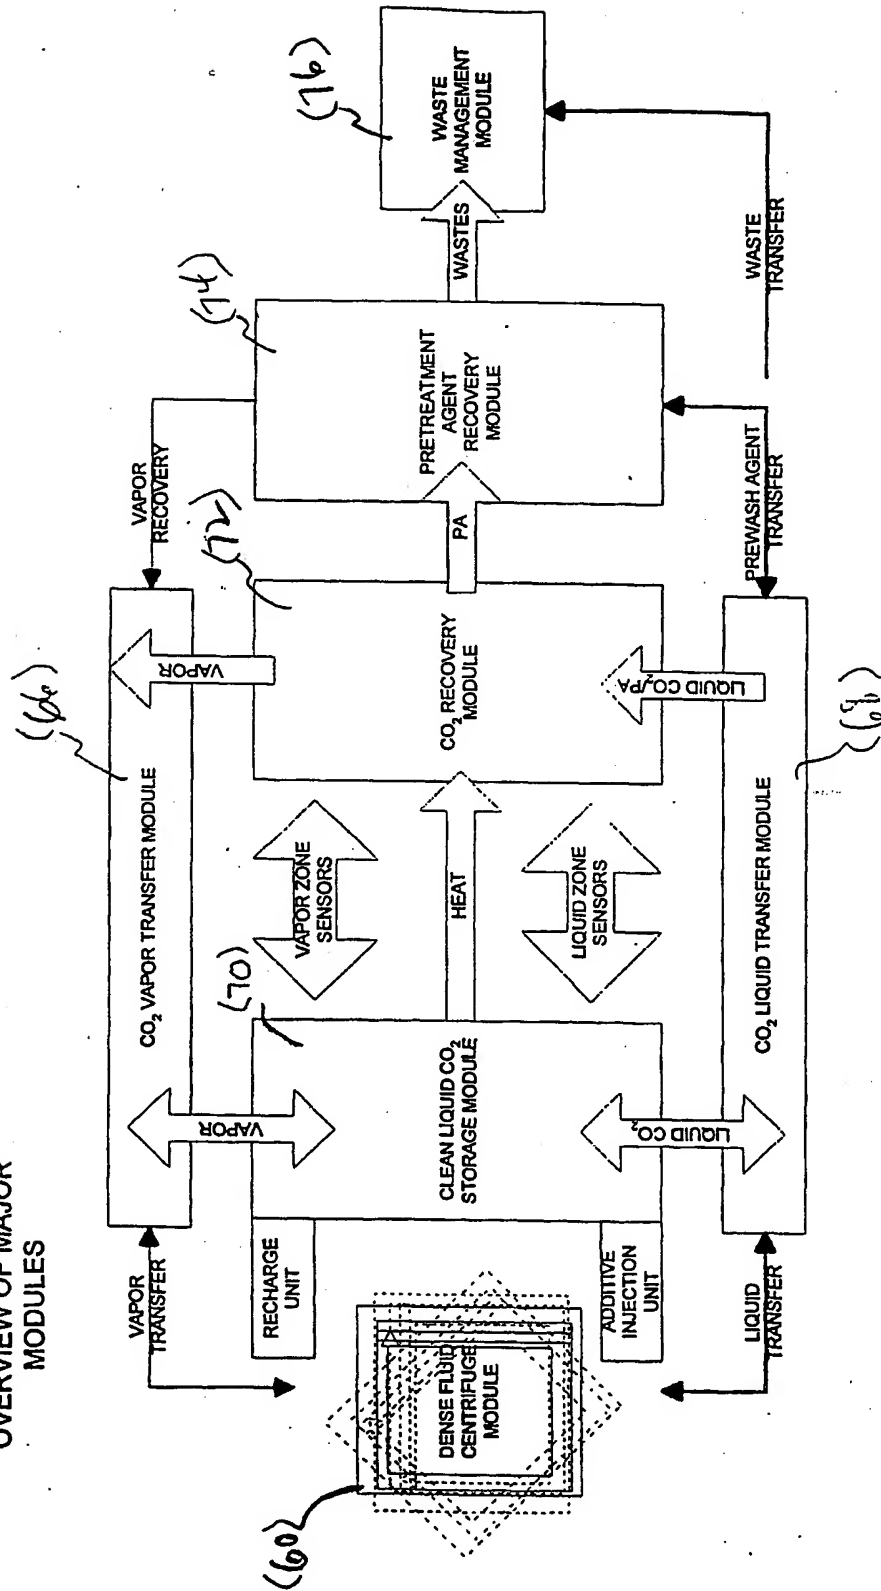 OVERVIEW OF MAJOR
MODULES
(66)
(74)
(76)
(72)
(70)
(60)
VAPOR
TRANSFER
CO2 VAPOR TRANSFER MODULE
VAPOR
RECOVERY
VAPOR
VAPOR
RECHARGE
UNIT
DENSE FLUID
CENTRIFUGE
MODULE
ADDITIVE
INJECTION
UNIT
CLEAN LIQUID CO2
STORAGE MODULE
VAPOR ZONE
SENSORS
HEAT
LIQUID ZONE
SENSORS
CO2 RECOVERY
MODULE
PA
PRETREATMENT
AGENT
RECOVERY
MODULE
WASTES
WASTE
MANAGEMENT
MODULE
LIQUID CO2
LIQUID CO2/PA
LIQUID
TRANSFER
CO2 LIQUID TRANSFER MODULE
PREWASH AGENT
TRANSFER
WASTE
TRANSFER